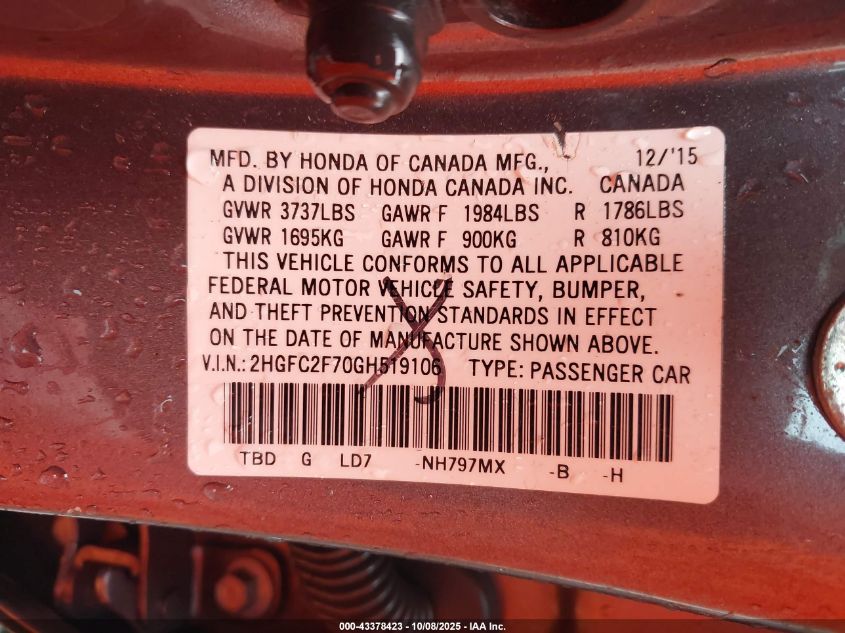 MFD. BY HONDA OF CANADA MFG., 12/'15
A DIVISION OF HONDA CANADA INC. CANADA
GVWR 3737LBS GAWR F 1984LBS R 1786LBS
GVWR 1695KG GAWR F 900KG R 810KG
THIS VEHICLE CONFORMS TO ALL APPLICABLE
FEDERAL MOTOR VEHICLE SAFETY, BUMPER,
AND THEFT PREVENTION STANDARDS IN EFFECT
ON THE DATE OF MANUFACTURE SHOWN ABOVE.
V.I.N.: 2HGFC2F70GH519106 TYPE: PASSENGER CAR
TBD G LD7 -NH797MX -B -H
000-43378423 - 10/08/2025 - IAA Inc.